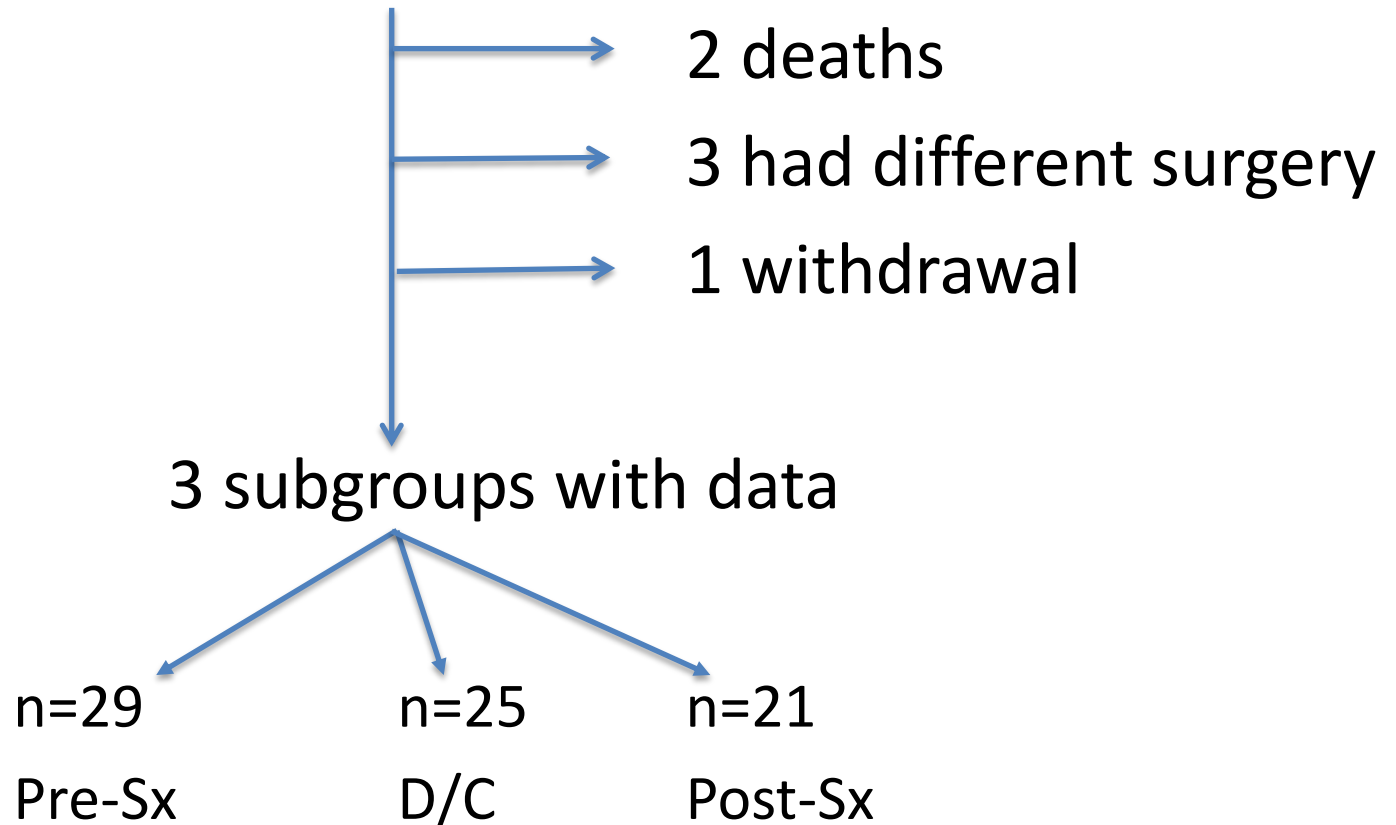 2 deaths
3 had different surgery
1 withdrawal
3 subgroups with data
n=29 n=25 n=21
Pre-Sx D/C Post-Sx